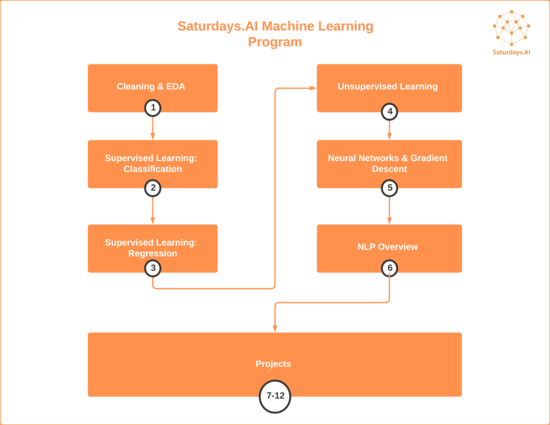 Saturdays.AI Machine Learning
Program
Saturdays.AI
Cleaning & EDA
1
Supervised Learning:
Classification
2
Supervised Learning:
Regression
3
Unsupervised Learning
4
Neural Networks & Gradient
Descent
5
NLP Overview
6
Projects
7-12